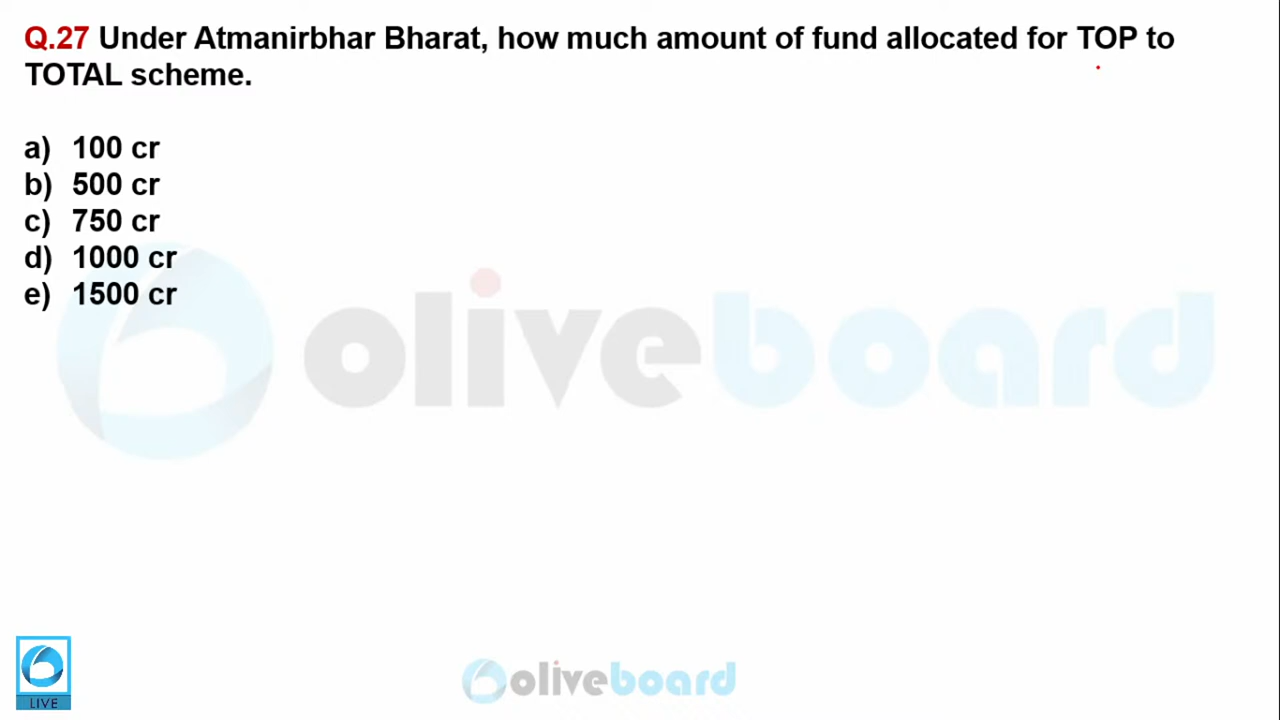 Q.27 Under Atmanirbhar Bharat, how much amount of fund allocated for TOP to
TOTAL scheme.
a) 100 cr
b) 500 cr
c) 750 cr
d) 1000 cr
e) 1500 cr
oliveboard
LIVE
oliveboard